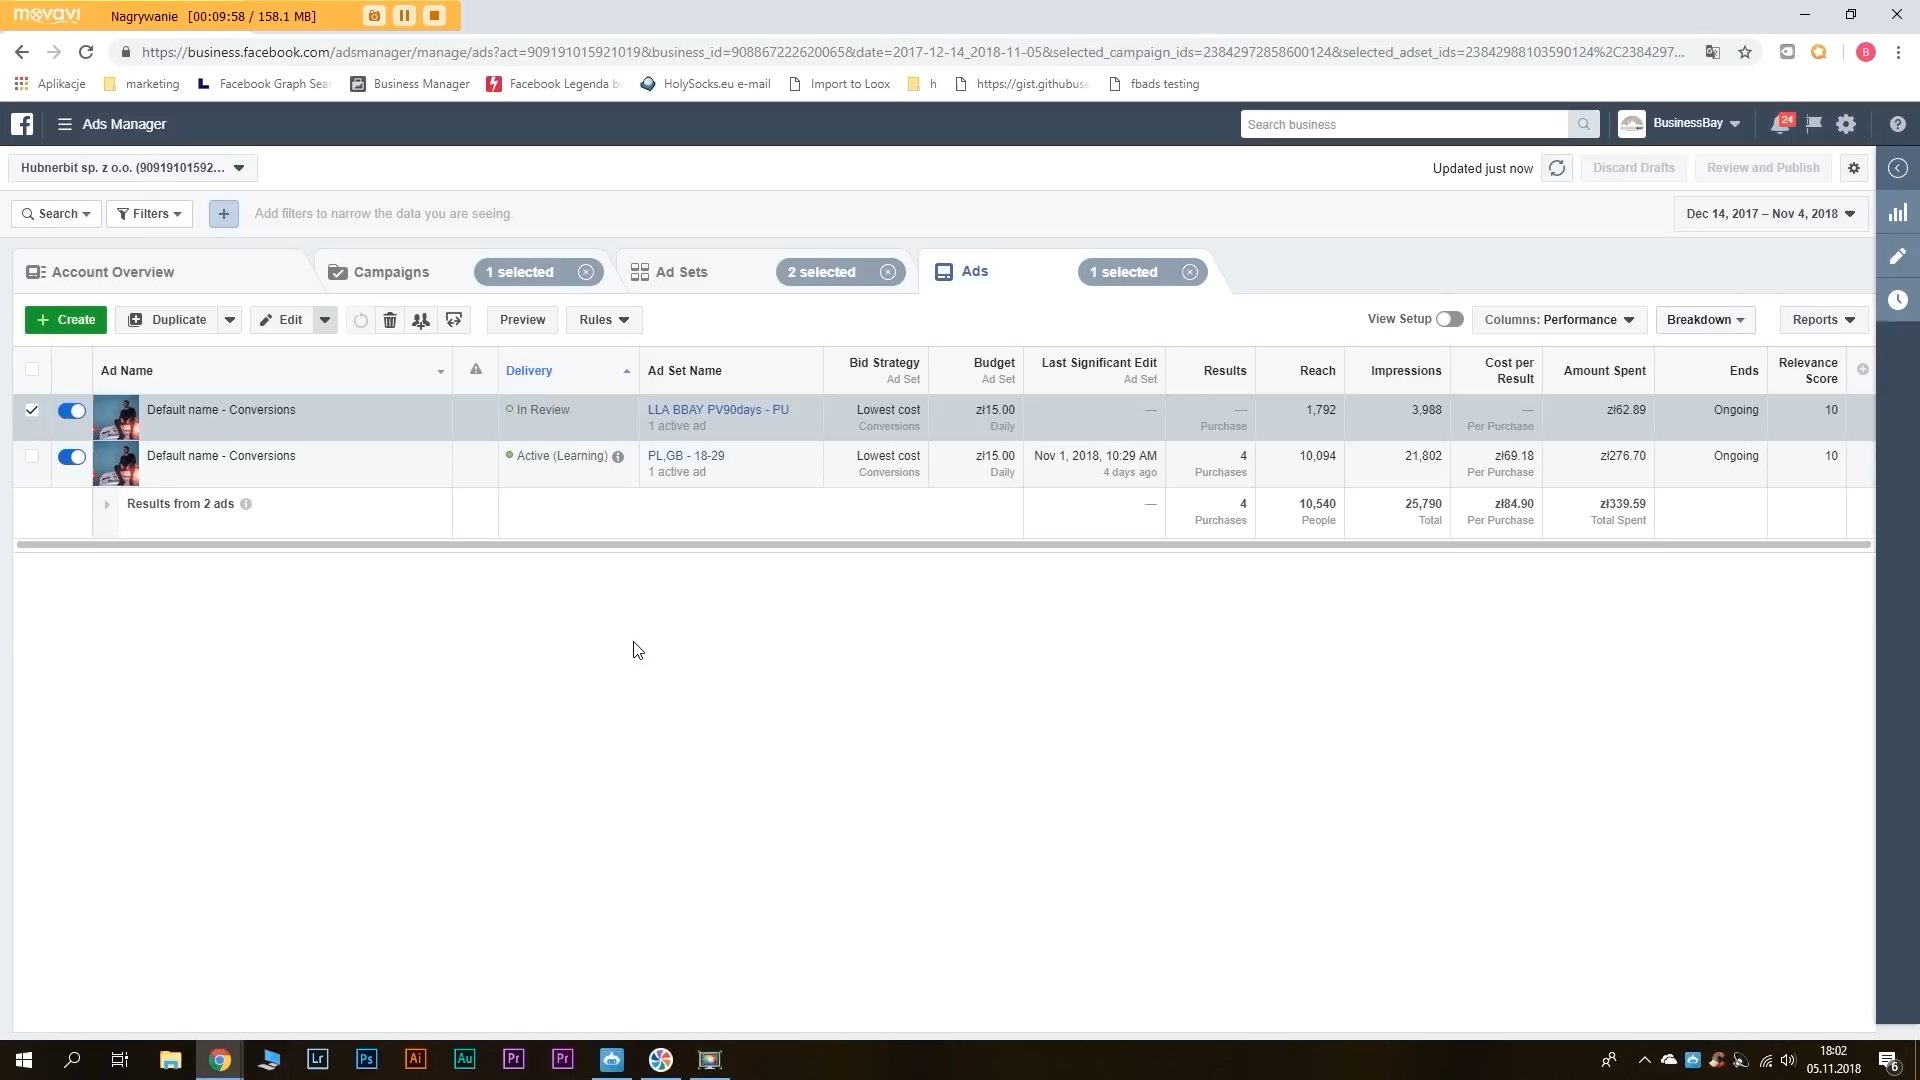 movavi
Nagrywanie [00:09:58 / 158.1 MB]
https://business.facebook.com/adsmanager/manage/ads?act=909191015921019&business_id=908867222620065&date=2017-12-14_2018-11-05&selected_campaign_ids=23842972858600124&selected_adset_ids=23842988103590124%2C2384297...
B
Aplikacje
marketing
L
Facebook Graph Sea
Business Manager
Facebook Legenda b
HolySocks.eu e-mail
Import to Loox
h
https://gist.githubuse
fbads testing
Ads Manager
Search business
BusinessBay
24
Hubnerbit sp. z o.o. (90919101592...
Updated just now
Discard Drafts
Review and Publish
Search
Filters
Add filters to narrow the data you are seeing.
Dec 14, 2017 – Nov 4, 2018
Account Overview
Campaigns
1 selected
Ad Sets
2 selected
Ads
1 selected
+ Create
Duplicate
Edit
Preview
Rules
View Setup
Columns: Performance
Breakdown
Reports
Ad Name
Delivery
Ad Set Name
Bid Strategy
Ad Set
Budget
Ad Set
Last Significant Edit
Ad Set
Results
Reach
Impressions
Cost per
Result
Amount Spent
Ends
Relevance
Score
Default name - Conversions
In Review
LLA BBAY PV90days - PU
1 active ad
Lowest cost
Conversions
zł15.00
Daily
—
—
Purchase
1,792
3,988
—
Per Purchase
zł62.89
Ongoing
10
Default name - Conversions
Active (Learning)
PL,GB - 18-29
1 active ad
Lowest cost
Conversions
zł15.00
Daily
Nov 1, 2018, 10:29 AM
4 days ago
4
Purchases
10,094
21,802
zł69.18
Per Purchase
zł276.70
Ongoing
10
Results from 2 ads
—
4
Purchases
10,540
People
25,790
Total
zł84.90
Per Purchase
zł339.59
Total Spent
Lr
Ps
Ai
Au
Pr
Pr
18:02
05.11.2018
6